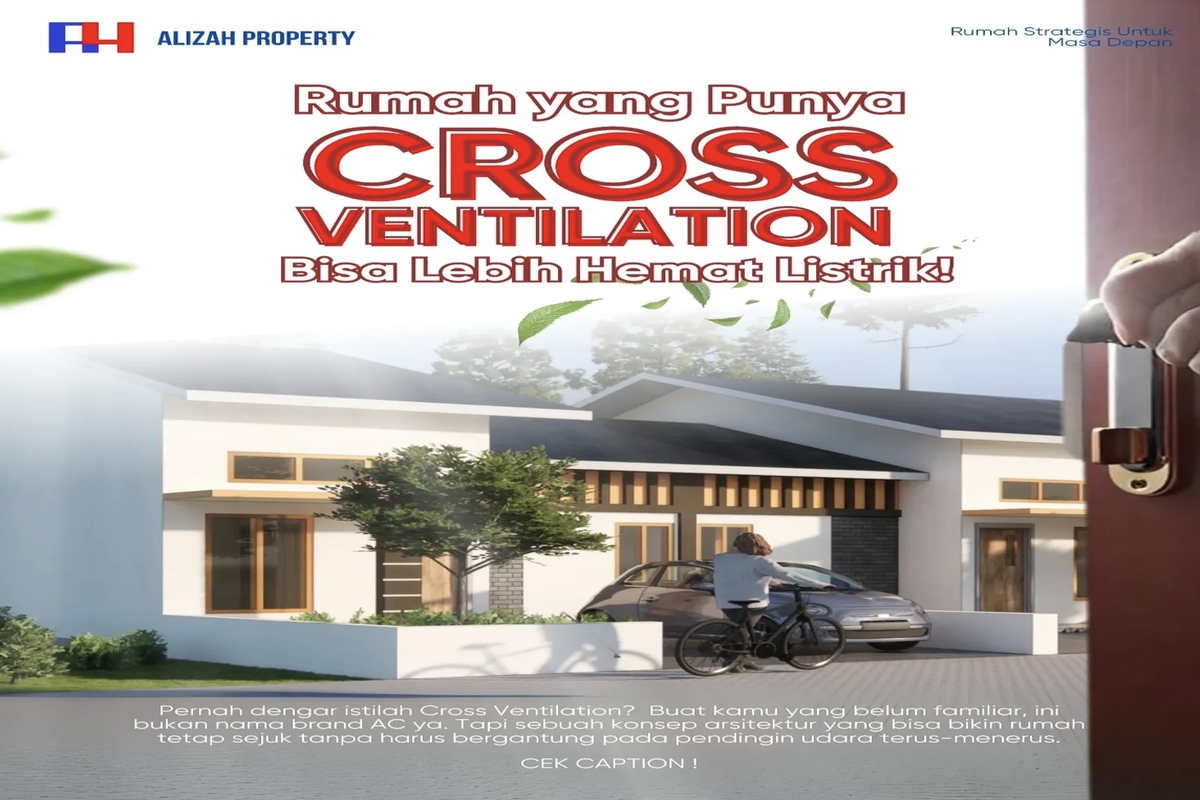 ALIZAH PROPERTY
Rumah Strategis Untuk
Masa Depan
Rumah yang Punya
CROSS
VENTILATION
Bisa Lebih Hemat Listrik!
Pernah dengar istilah Cross Ventilation? Buat kamu yang belum familiar, ini
bukan nama brand AC ya. Tapi sebuah konsep arsitektur yang bisa bikin rumah
tetap sejuk tanpa harus bergantung pada pendingin udara terus-menerus.
CEK CAPTION !